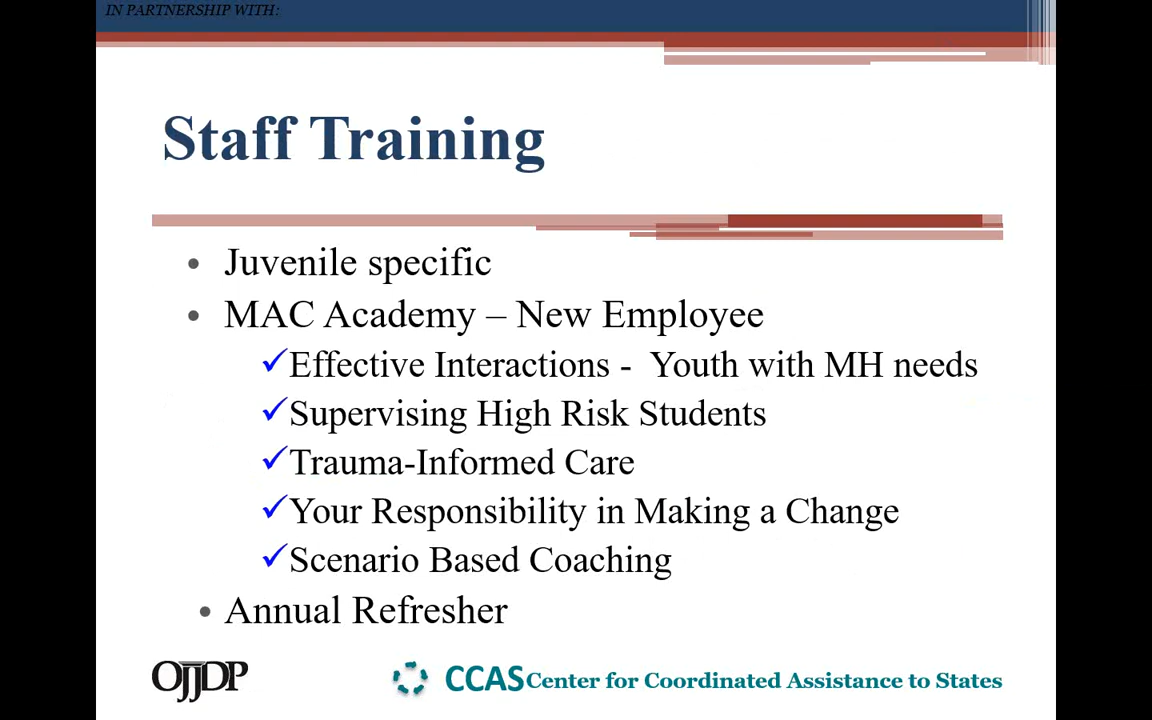 IN PARTNERSHIP WITH:
Staff Training
• Juvenile specific
• MAC Academy – New Employee
✓Effective Interactions - Youth with MH needs
✓Supervising High Risk Students
✓Trauma-Informed Care
✓Your Responsibility in Making a Change
✓Scenario Based Coaching
• Annual Refresher
OJJDP
CCAS Center for Coordinated Assistance to States